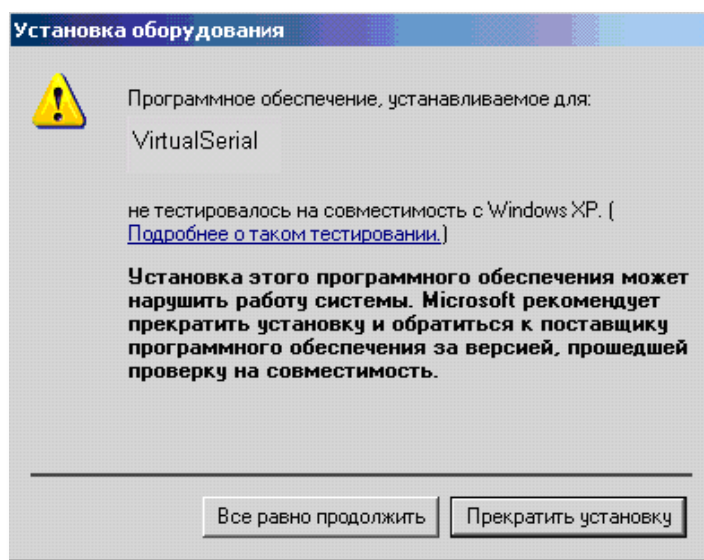 Установка оборудования
Программное обеспечение, устанавливаемое для:
VirtualSerial
не тестировалось на совместимость с Windows XP. (
Подробнее о таком тестировании.)
Установка этого программного обеспечения может
нарушить работу системы. Microsoft рекомендует
прекратить установку и обратиться к поставщику
программного обеспечения за версией, прошедшей
проверку на совместимость.
Все равно продолжить
Прекратить установку